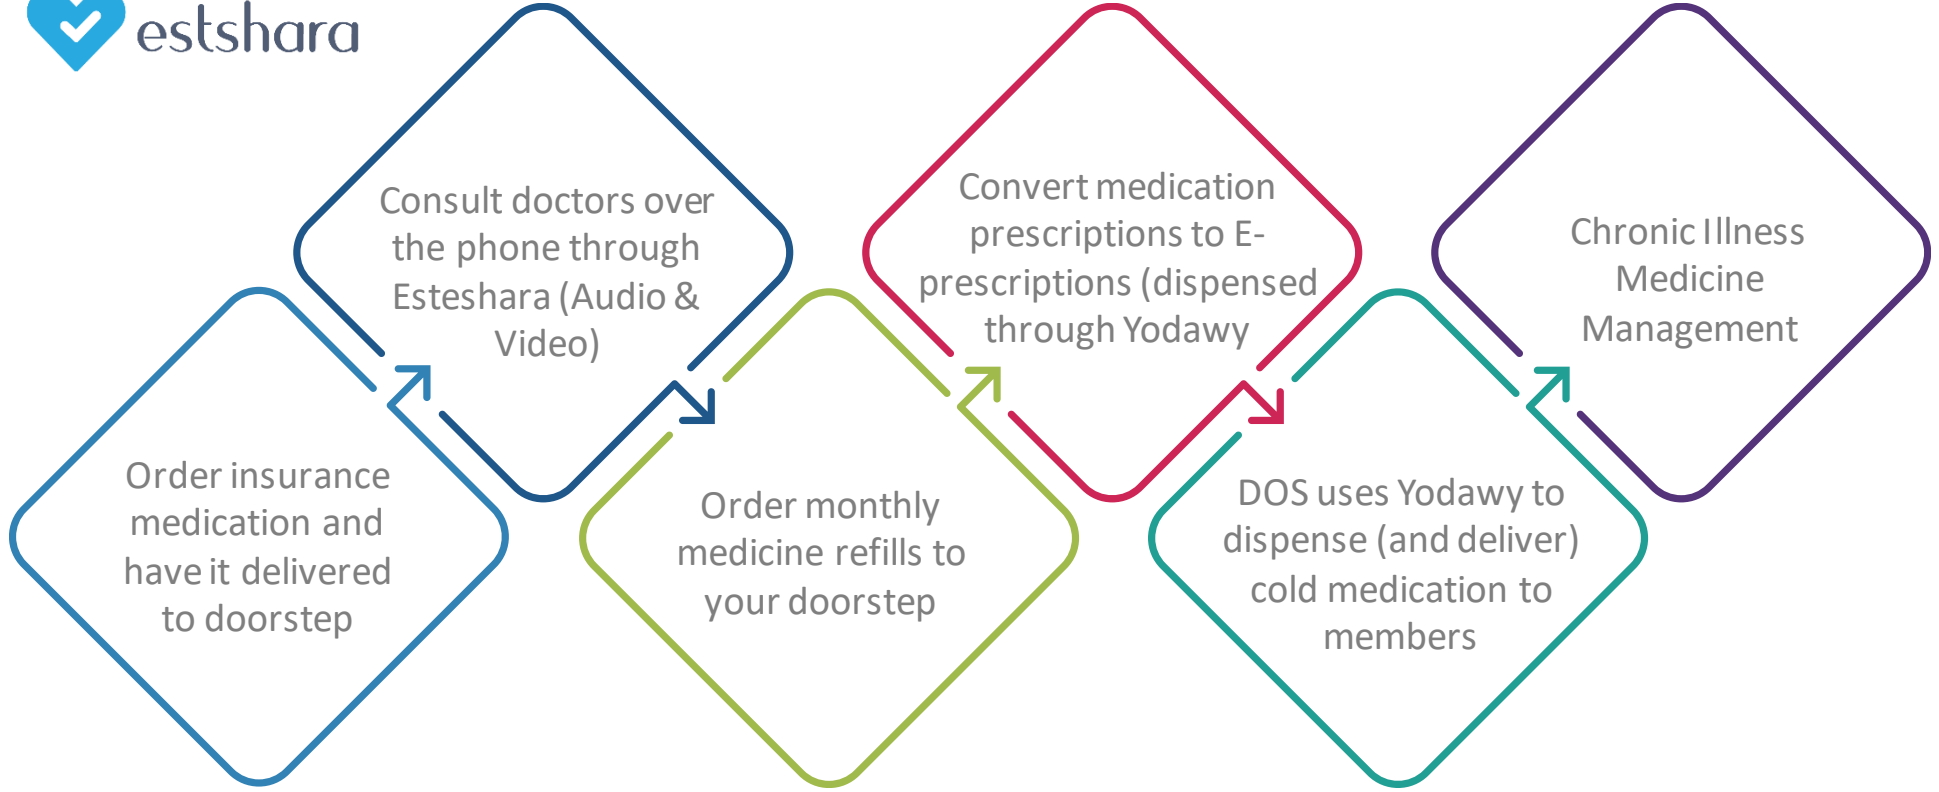 estshara
Order insurance
medication and
have it delivered
to doorstep
Consult doctors over
the phone through
Esteshara (Audio &
Video)
Order monthly
medicine refills to
your doorstep
Convert medication
prescriptions to E-
prescriptions (dispensed
through Yodawy
DOS uses Yodawy to
dispense (and deliver)
cold medication to
members
Chronic Illness
Medicine
Management